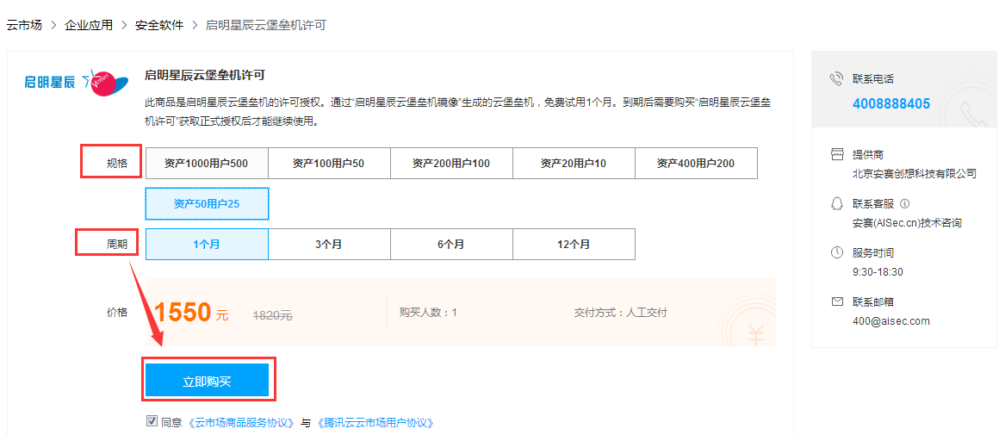 云市场 > 企业应用 > 安全软件 > 启明星辰云堡垒机许可
启明星辰 Venus
启明星辰云堡垒机许可
此商品是启明星辰云堡垒机的许可授权。通过“启明星辰云堡垒机镜像”生成的云堡垒机，免费试用1个月。到期后需要购买“启明星辰云堡垒
机许可”获取正式授权后才能继续使用。
规格 资产1000用户500 资产100用户50 资产200用户100 资产20用户10 资产400用户200
资产50用户25
周期 1个月 3个月 6个月 12个月
价格 1550 元 1820元 购买人数：1 交付方式：人工交付
¥
立即购买
同意 《云市场商品服务协议》 与 《腾讯云云市场用户协议》
联系电话
4008888405
提供商
北京安赛创想科技有限公司
联系客服
安赛(AISec.cn)技术咨询
服务时间
9:30-18:30
联系邮箱
400@aisec.com